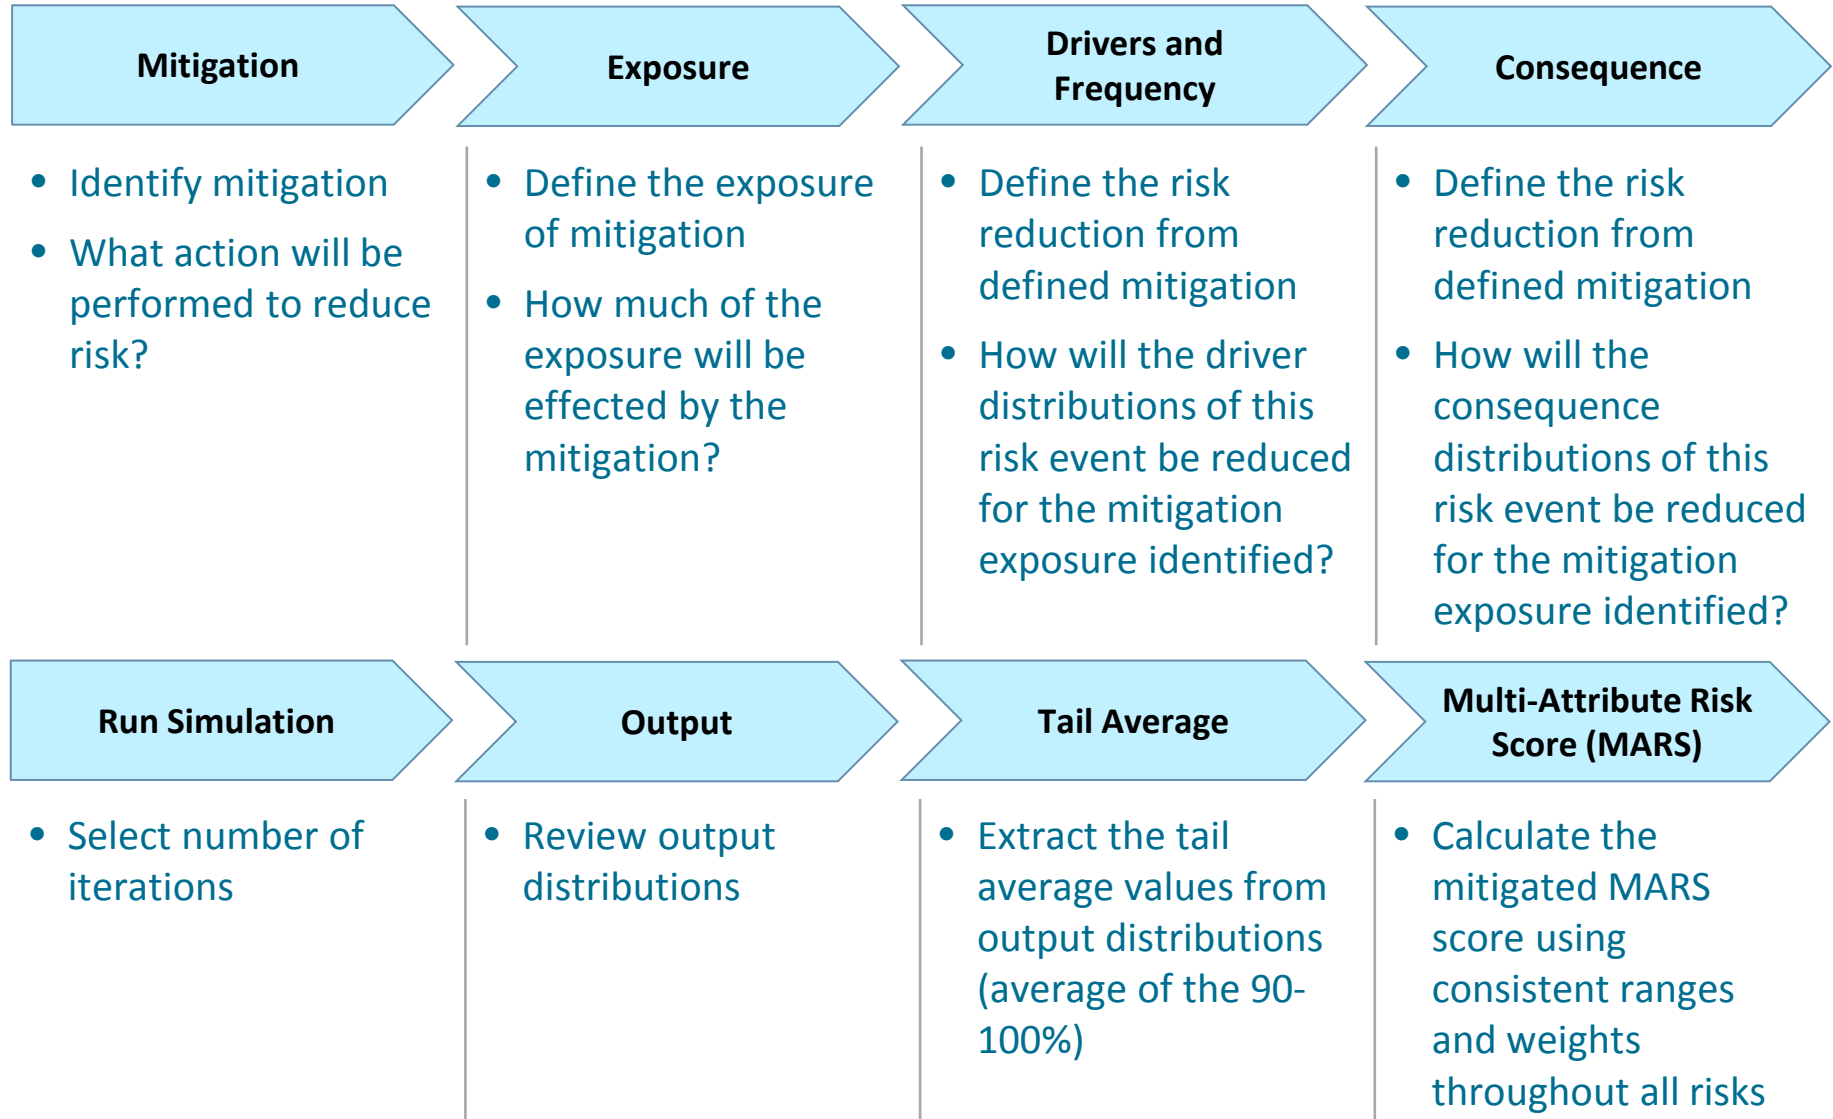 Mitigation
Exposure
Drivers and
Frequency
Consequence
• Identify mitigation
• What action will be
performed to reduce
risk?
• Define the exposure
of mitigation
• How much of the
exposure will be
effected by the
mitigation?
• Define the risk
reduction from
defined mitigation
• How will the driver
distributions of this
risk event be reduced
for the mitigation
exposure identified?
• Define the risk
reduction from
defined mitigation
• How will the
consequence
distributions of this
risk event be reduced
for the mitigation
exposure identified?
Run Simulation
Output
Tail Average
Multi-Attribute Risk
Score (MARS)
• Select number of
iterations
• Review output
distributions
• Extract the tail
average values from
output distributions
(average of the 90-
100%)
• Calculate the
mitigated MARS
score using
consistent ranges
and weights
throughout all risks